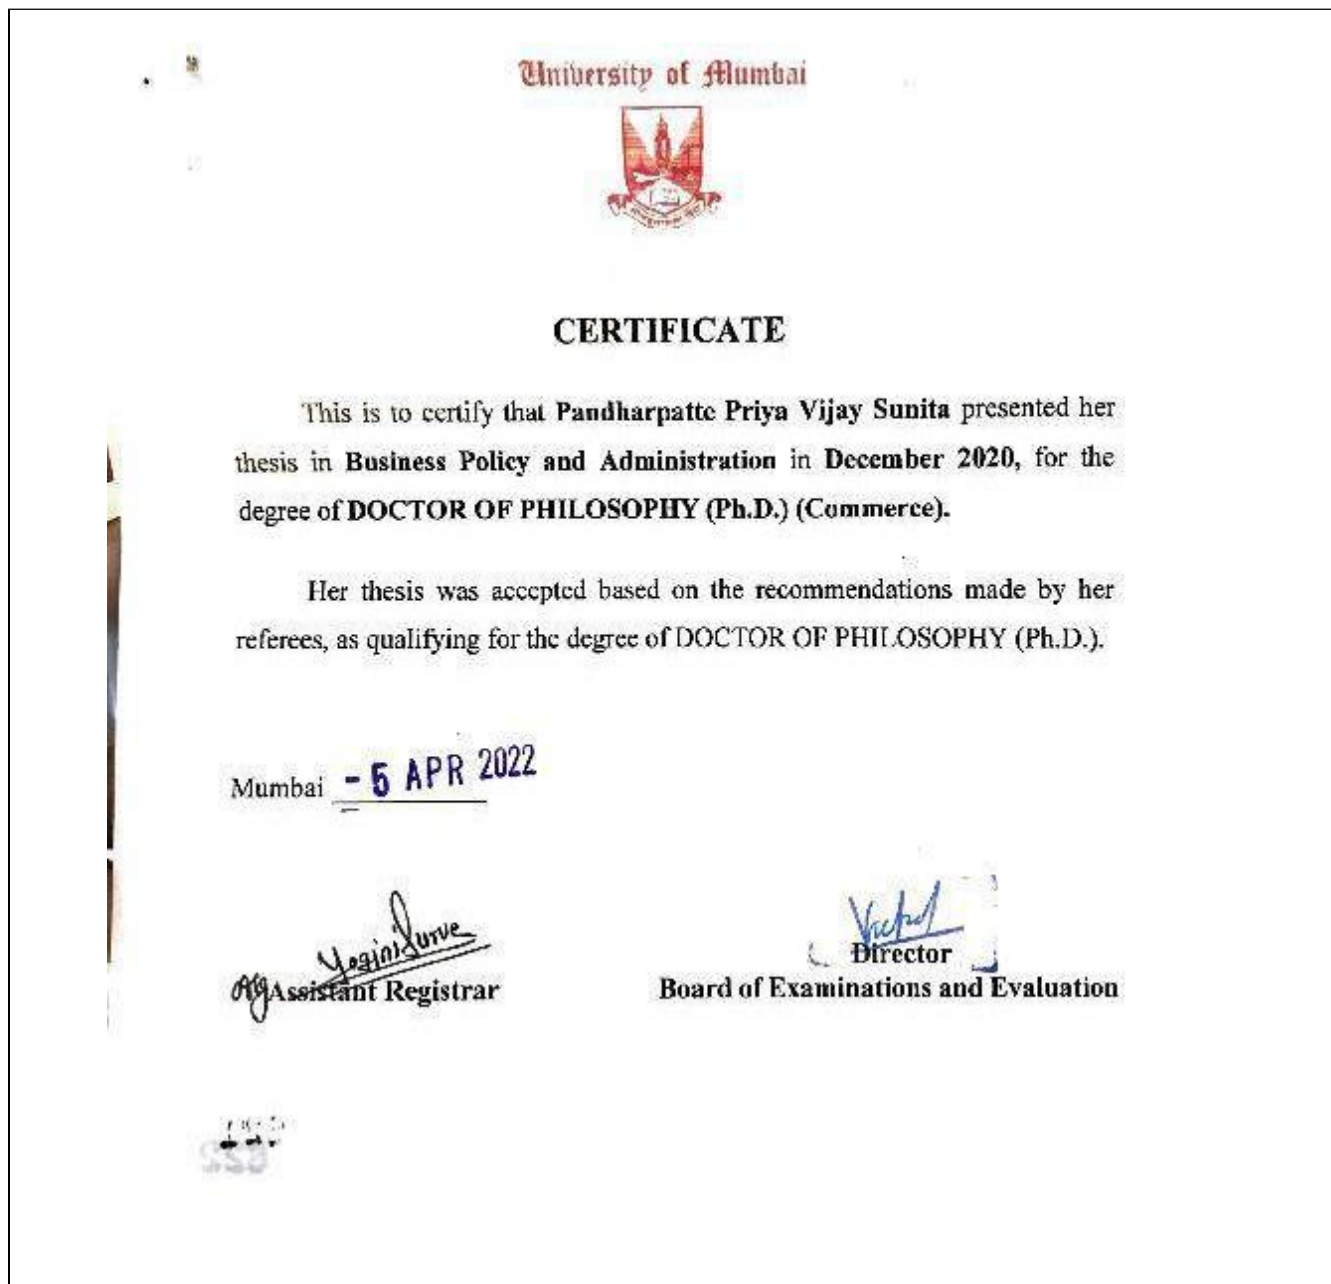 University of Mumbai
CERTIFICATE
This is to certify that Pandharpatte Priya Vijay Sunita presented her
thesis in Business Policy and Administration in December 2020, for the
degree of DOCTOR OF PHILOSOPHY (Ph.D.) (Commerce).
Her thesis was accepted based on the recommendations made by her
referees, as qualifying for the degree of DOCTOR OF PHILOSOPHY (Ph.D.).
Mumbai - 5 APR 2022
Yogini Surve
Assistant Registrar
Director
Board of Examinations and Evaluation